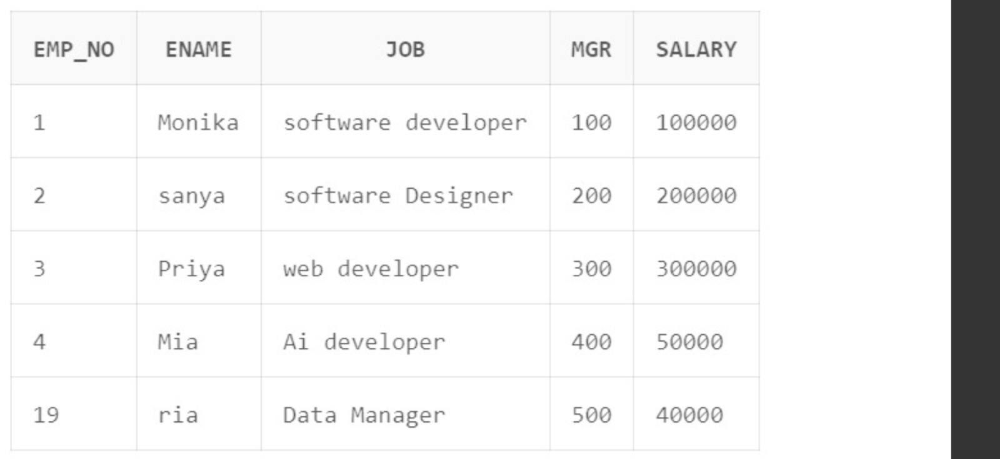 EMP_NO ENAME JOB MGR SALARY
1 Monika software developer 100 100000
2 sanya software Designer 200 200000
3 Priya web developer 300 300000
4 Mia Ai developer 400 50000
19 ria Data Manager 500 40000